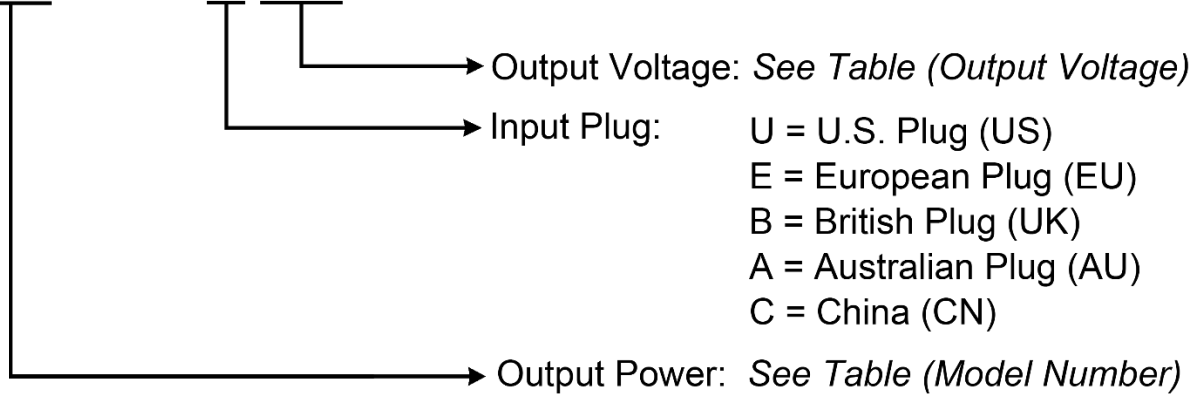 Output Voltage: See Table (Output Voltage)
Input Plug: U = U.S. Plug (US)
E = European Plug (EU)
B = British Plug (UK)
A = Australian Plug (AU)
C = China (CN)
Output Power: See Table (Model Number)